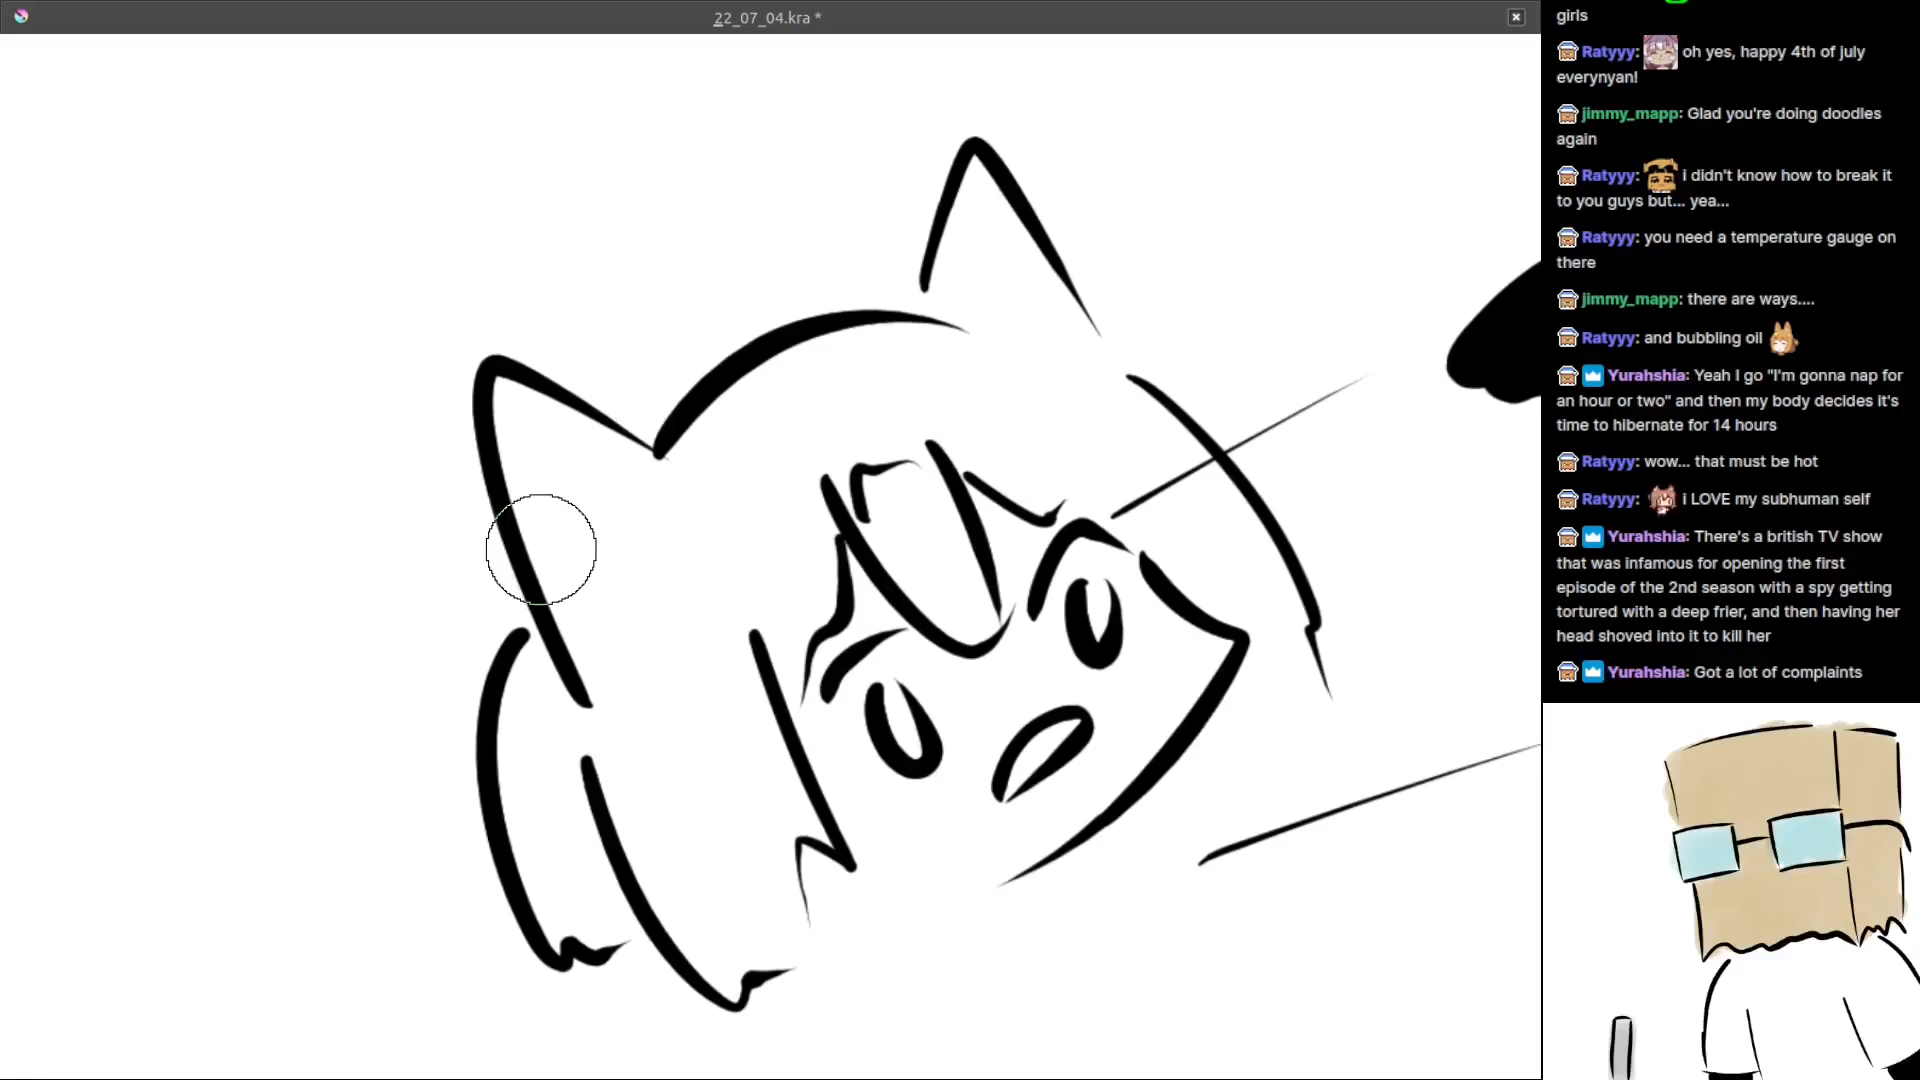 22_07_04.kra *
girls
Ratyyy: oh yes, happy 4th of july
everynyan!
jimmy_mapp: Glad you're doing doodles
again
Ratyyy: i didn't know how to break it
to you guys but... yea...
Ratyyy: you need a temperature gauge on
there
jimmy_mapp: there are ways....
Ratyyy: and bubbling oil
Yurahshia: Yeah I go "I'm gonna nap for
an hour or two" and then my body decides it's
time to hibernate for 14 hours
Ratyyy: wow... that must be hot
Ratyyy: i LOVE my subhuman self
Yurahshia: There's a british TV show
that was infamous for opening the first
episode of the 2nd season with a spy getting
tortured with a deep frier, and then having her
head shoved into it to kill her
Yurahshia: Got a lot of complaints